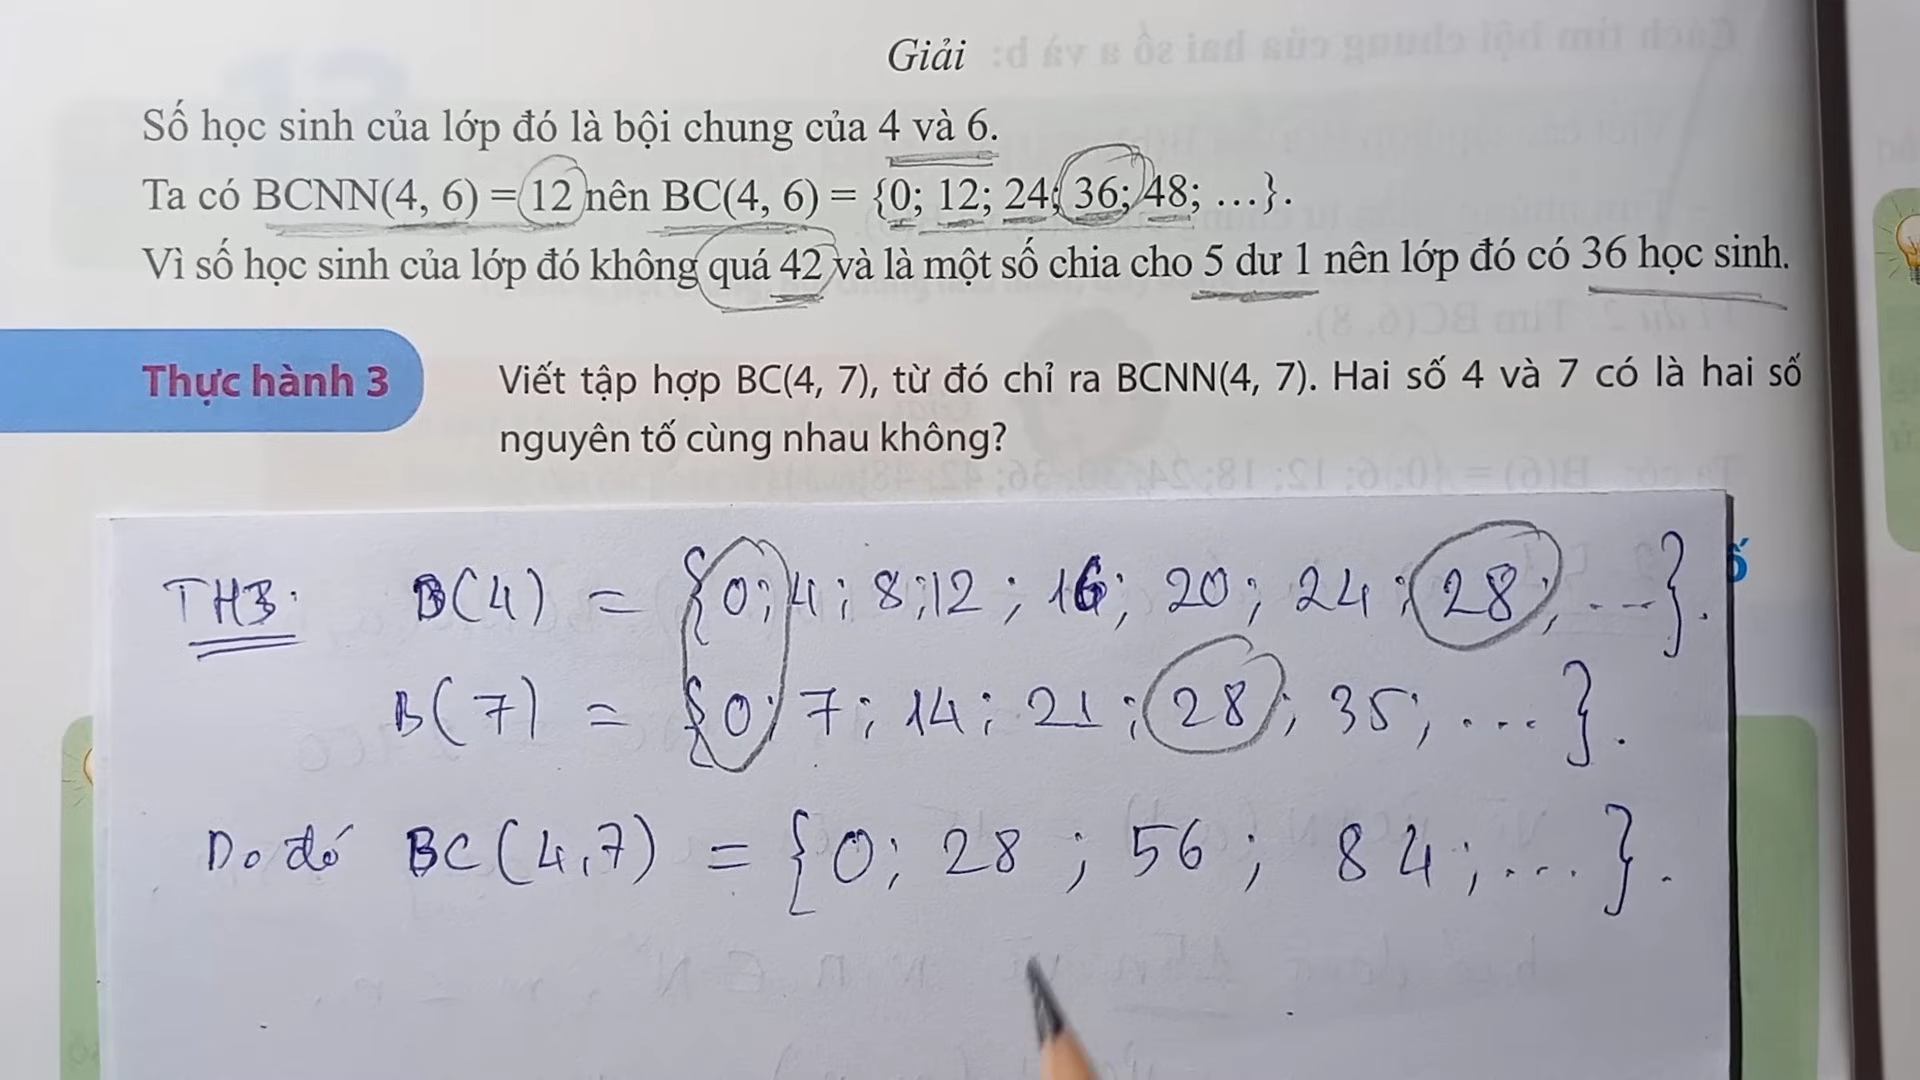 Giải
Số học sinh của lớp đó là bội chung của 4 và 6.
Ta có BCNN(4, 6) = 12 nên BC(4, 6) = {0; 12; 24; 36; 48; …}.
Vì số học sinh của lớp đó không quá 42 và là một số chia cho 5 dư 1 nên lớp đó có 36 học sinh.
Thực hành 3
Viết tập hợp BC(4, 7), từ đó chỉ ra BCNN(4, 7). Hai số 4 và 7 có là hai số
nguyên tố cùng nhau không?
TH3: B(4) = {0; 4; 8; 12; 16; 20; 24; 28; ...}.
B(7) = {0; 7; 14; 21; 28; 35; ...}.
Do đó BC(4,7) = {0; 28; 56; 84; ...}.